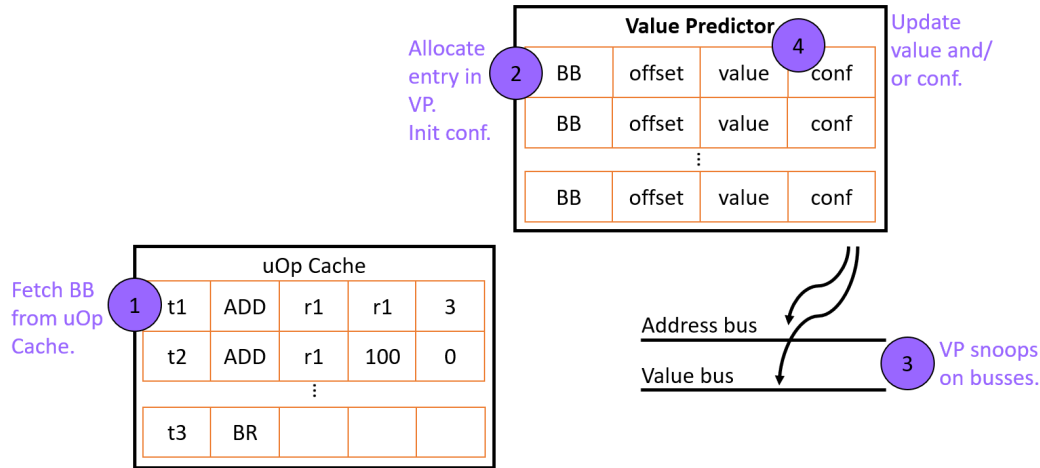 Value Predictor
4
Update
value and/
or conf.
Allocate
entry in
VP.
Init conf.
2
BB offset value conf
BB offset value conf
⋮
BB offset value conf
uOp Cache
Fetch BB
from uOp
Cache.
1
t1 ADD r1 r1 3
t2 ADD r1 100 0
⋮
t3 BR
Address bus
Value bus
3
VP snoops
on busses.